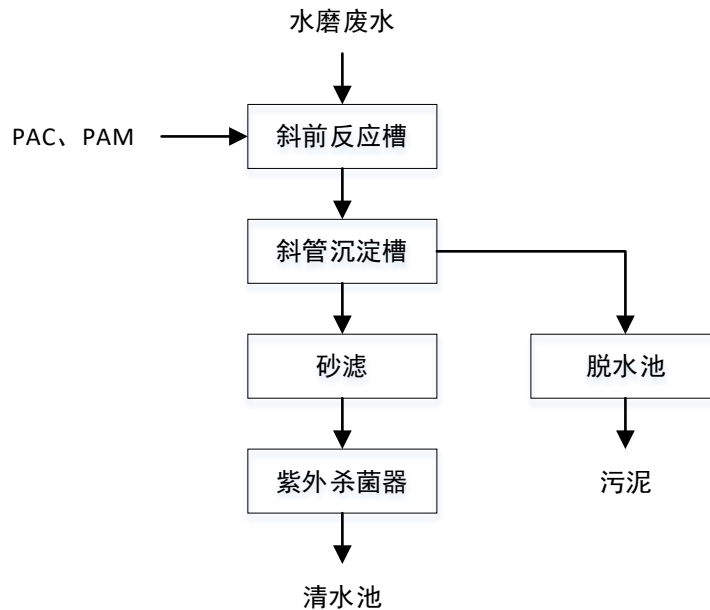 水磨废水
PAC、PAM
斜前反应槽
斜管沉淀槽
砂滤
脱水池
紫外杀菌器
污泥
清水池